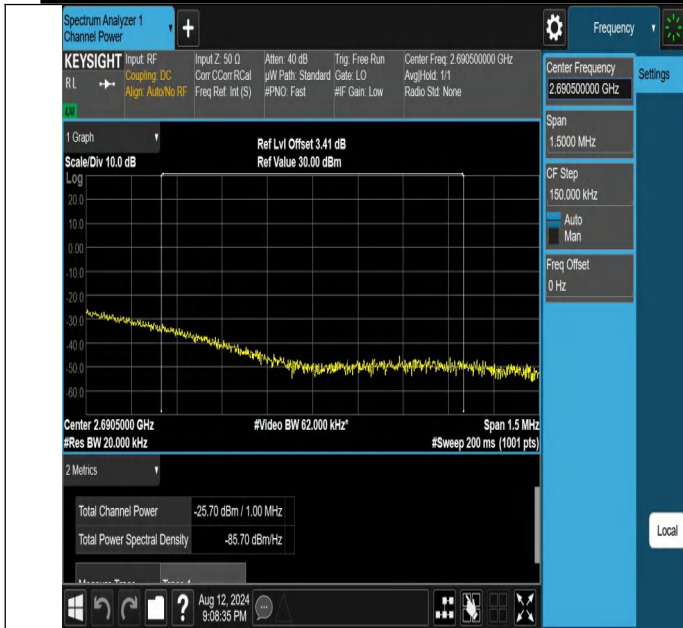 Spectrum Analyzer 1
Channel Power
Frequency
KEYSIGHT
RL
LXI
Input: RF
Coupling: DC
Align: Auto/No RF
Input Z: 50 Ω
Corr CCorr RCal
Freq Ref: Int (S)
Atten: 40 dB
µW Path: Standard
#PNO: Fast
Trig: Free Run
Gate: LO
#IF Gain: Low
Center Freq: 2.690500000 GHz
Avg|Hold: 1/1
Radio Std: None
Center Frequency
2.690500000 GHz
Settings
Span
1.5000 MHz
CF Step
150.000 kHz
Auto
Man
Freq Offset
0 Hz
Local
1 Graph
Scale/Div 10.0 dB
Ref Lvl Offset 3.41 dB
Ref Value 30.00 dBm
Log
20.0
10.0
0.00
-10.0
-20.0
-30.0
-40.0
-50.0
-60.0
Center 2.6905000 GHz
#Video BW 62.000 kHz*
Span 1.5 MHz
#Res BW 20.000 kHz
#Sweep 200 ms (1001 pts)
2 Metrics
Total Channel Power -25.70 dBm / 1.00 MHz
Total Power Spectral Density -85.70 dBm/Hz
Measure Trace Trace 1
?
Aug 12, 2024
9:08:35 PM